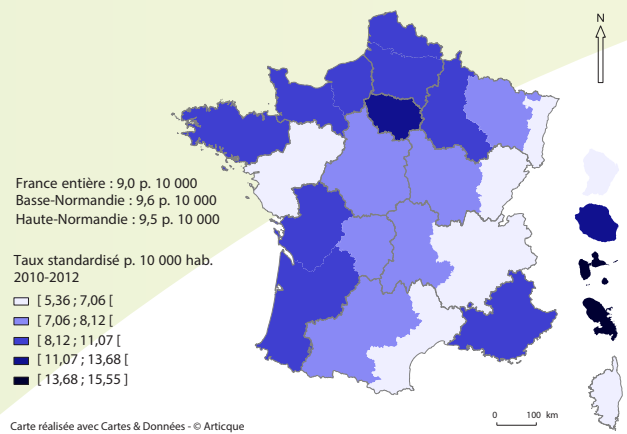 N
France entière : 9,0 p. 10 000
Basse-Normandie : 9,6 p. 10 000
Haute-Normandie : 9,5 p. 10 000
Taux standardisé p. 10 000 hab.
2010-2012
[ 5,36 ; 7,06 [
[ 7,06 ; 8,12 [
[ 8,12 ; 11,07 [
[ 11,07 ; 13,68 [
[ 13,68 ; 15,55 ]
0 100 km
Carte réalisée avec Cartes & Données - © Articque